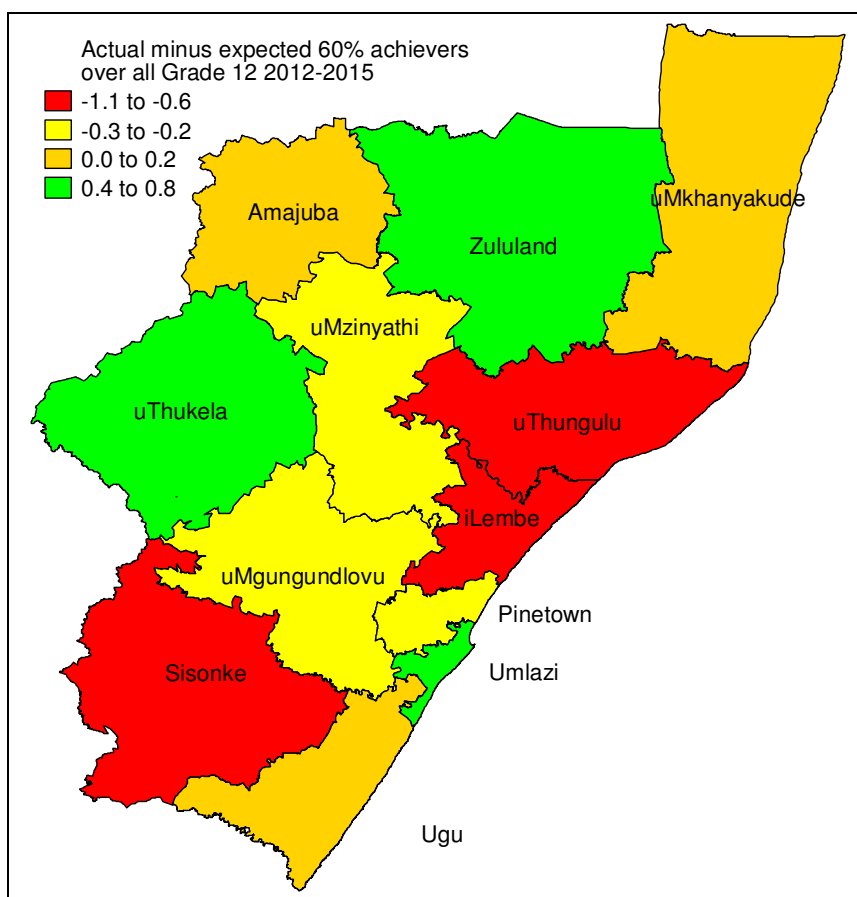 Actual minus expected 60% achievers
over all Grade 12 2012-2015
-1.1 to -0.6
-0.3 to -0.2
0.0 to 0.2
0.4 to 0.8
uMkhanyakude
Amajuba
Zululand
uMzinyathi
uThukela
uThungulu
iLembe
uMgungundlovu
Pinetown
Umlazi
Sisonke
Ugu